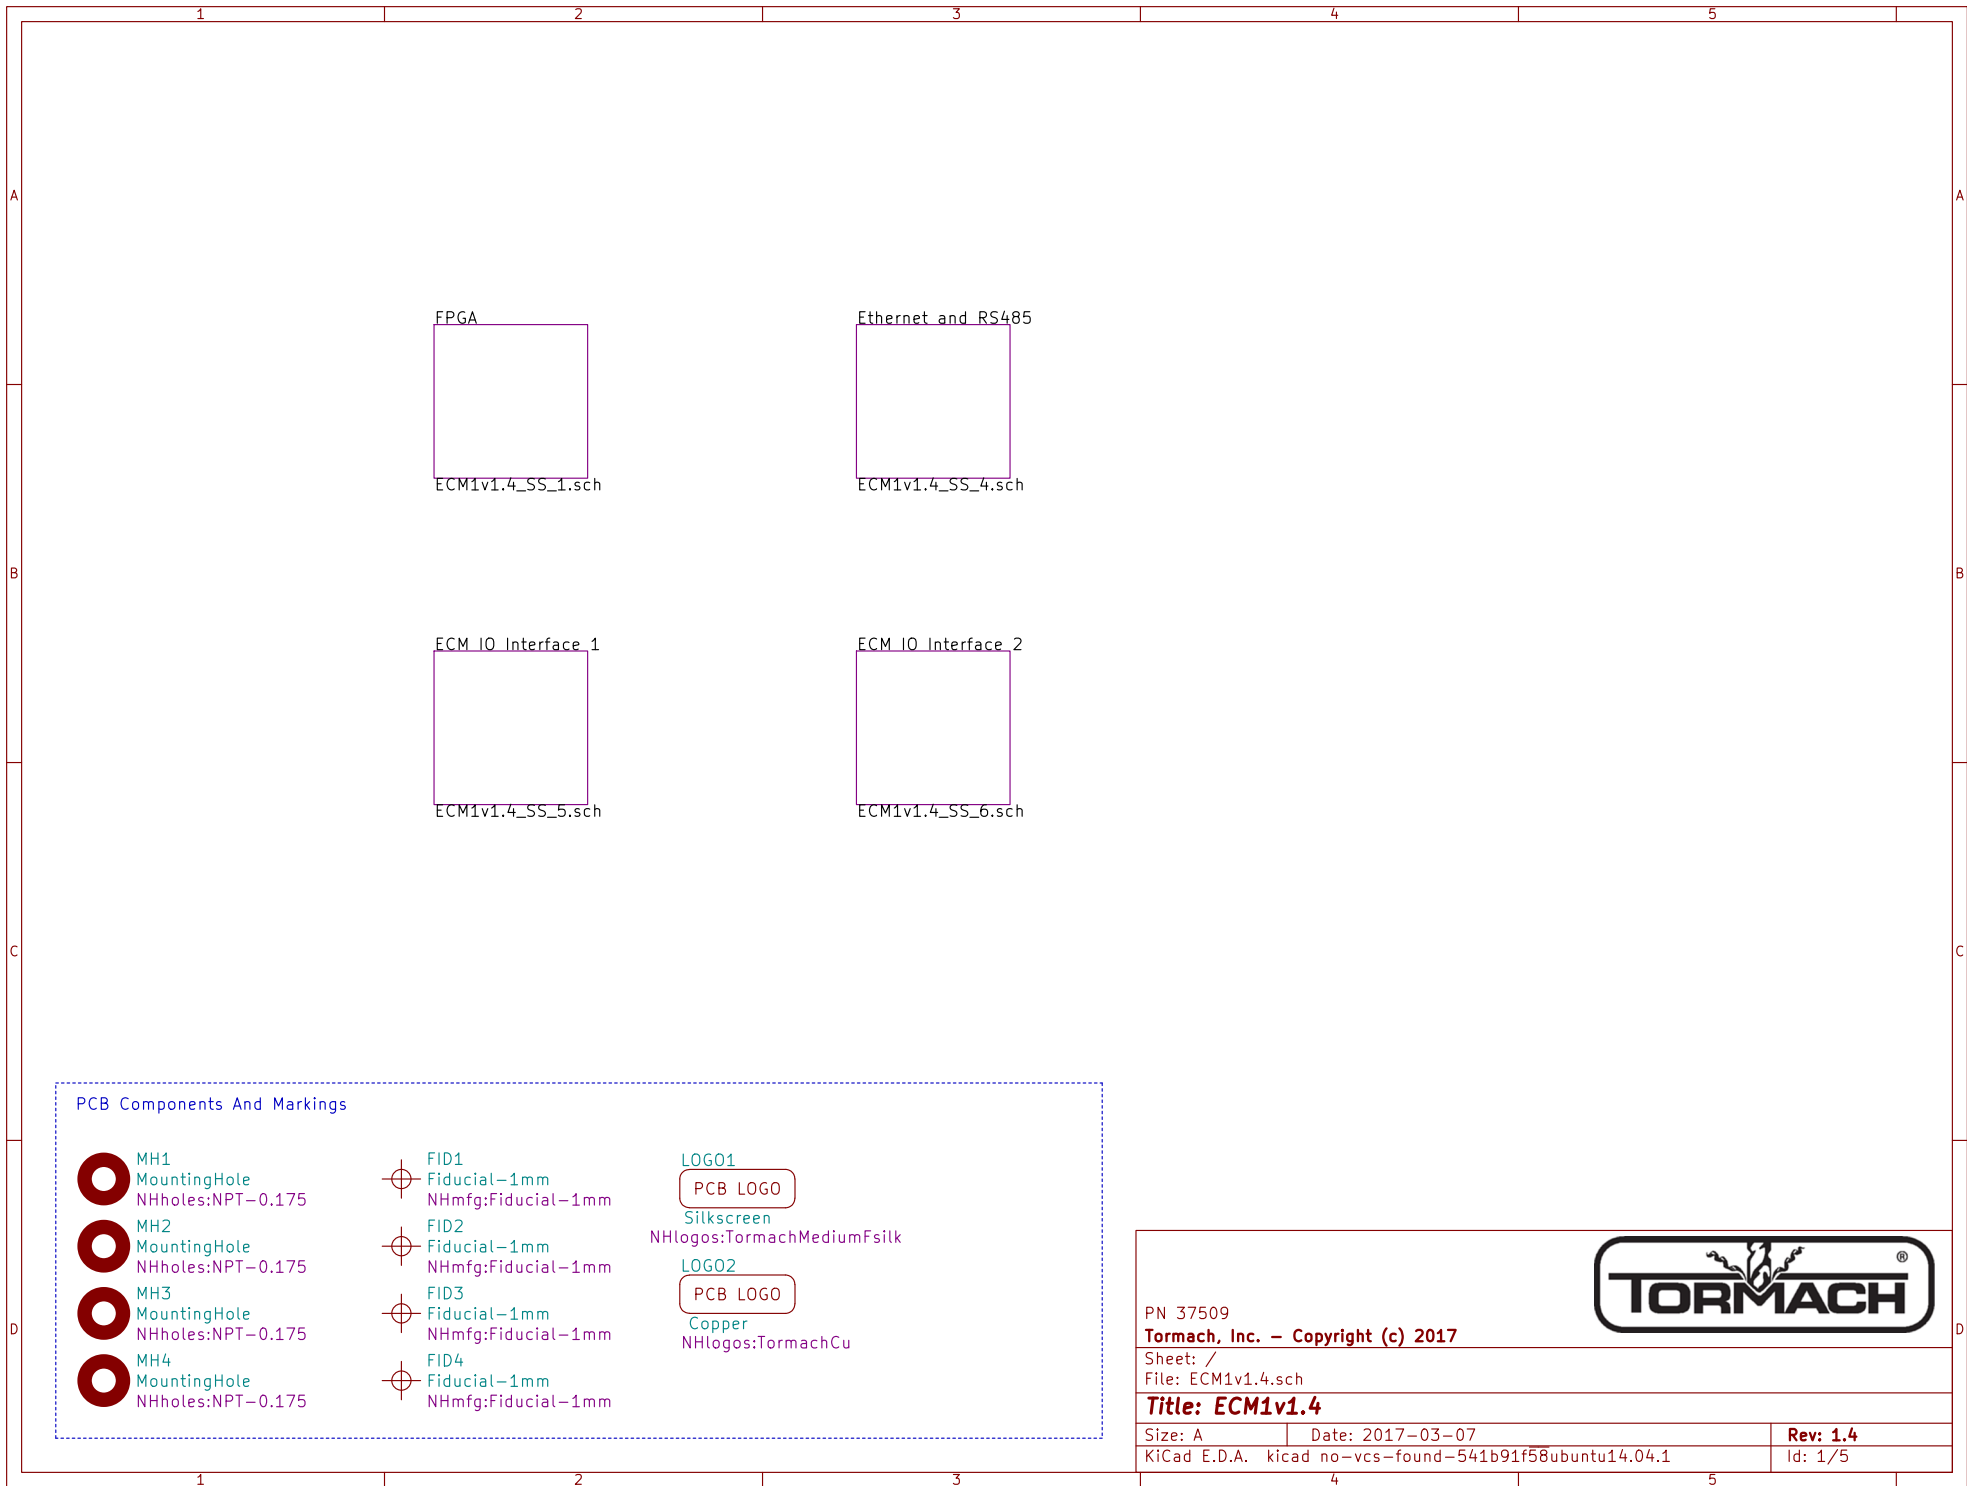 1 2 3 4 5
A A
FPGA
Ethernet and RS485
ECM1v1.4_SS_1.sch
ECM1v1.4_SS_4.sch
B B
ECM IO Interface 1
ECM IO Interface 2
ECM1v1.4_SS_5.sch
ECM1v1.4_SS_6.sch
C C
PCB Components And Markings
MH1
MountingHole
NHholes:NPT-0.175
MH2
MountingHole
NHholes:NPT-0.175
MH3
MountingHole
NHholes:NPT-0.175
MH4
MountingHole
NHholes:NPT-0.175
FID1
Fiducial-1mm
NHmfg:Fiducial-1mm
FID2
Fiducial-1mm
NHmfg:Fiducial-1mm
FID3
Fiducial-1mm
NHmfg:Fiducial-1mm
FID4
Fiducial-1mm
NHmfg:Fiducial-1mm
LOGO1
PCB LOGO
Silkscreen
NHlogos:TormachMediumFsilk
LOGO2
PCB LOGO
Copper
NHlogos:TormachCu
D D
TORMACH ®
PN 37509
Tormach, Inc. - Copyright (c) 2017
Sheet: /
File: ECM1v1.4.sch
Title: ECM1v1.4
Size: A
Date: 2017-03-07
Rev: 1.4
KiCad E.D.A. kicad no-vcs-found-541b91f58ubuntu14.04.1
Id: 1/5
1 2 3 4 5